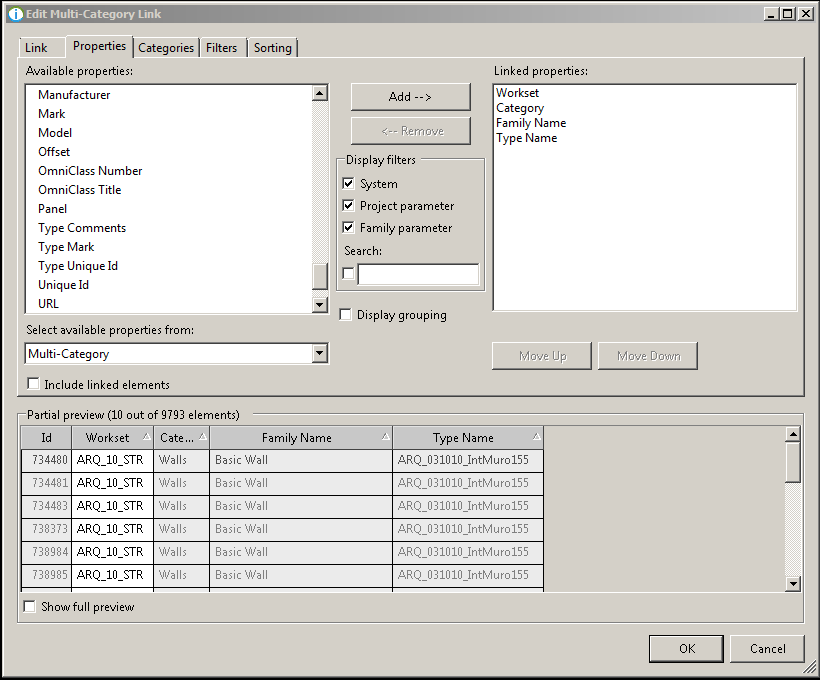 Edit Multi-Category Link
Link Properties Categories Filters Sorting
Available properties:
Manufacturer
Mark
Model
Offset
OmniClass Number
OmniClass Title
Panel
Type Comments
Type Mark
Type Unique Id
Unique Id
URL
Select available properties from:
Multi-Category
Include linked elements
Add -->
<-- Remove
Display filters
System
Project parameter
Family parameter
Search:
Display grouping
Linked properties:
Workset
Category
Family Name
Type Name
Move Up Move Down
Partial preview (10 out of 9793 elements)
Id Workset Cate... Family Name Type Name
734480 ARQ_10_STR Walls Basic Wall ARQ_031010_IntMuro155
734481 ARQ_10_STR Walls Basic Wall ARQ_031010_IntMuro155
734483 ARQ_10_STR Walls Basic Wall ARQ_031010_IntMuro155
738373 ARQ_10_STR Walls Basic Wall ARQ_031010_IntMuro155
738984 ARQ_10_STR Walls Basic Wall ARQ_031010_IntMuro155
738985 ARQ_10_STR Walls Basic Wall ARQ_031010_IntMuro155
Show full preview
OK Cancel